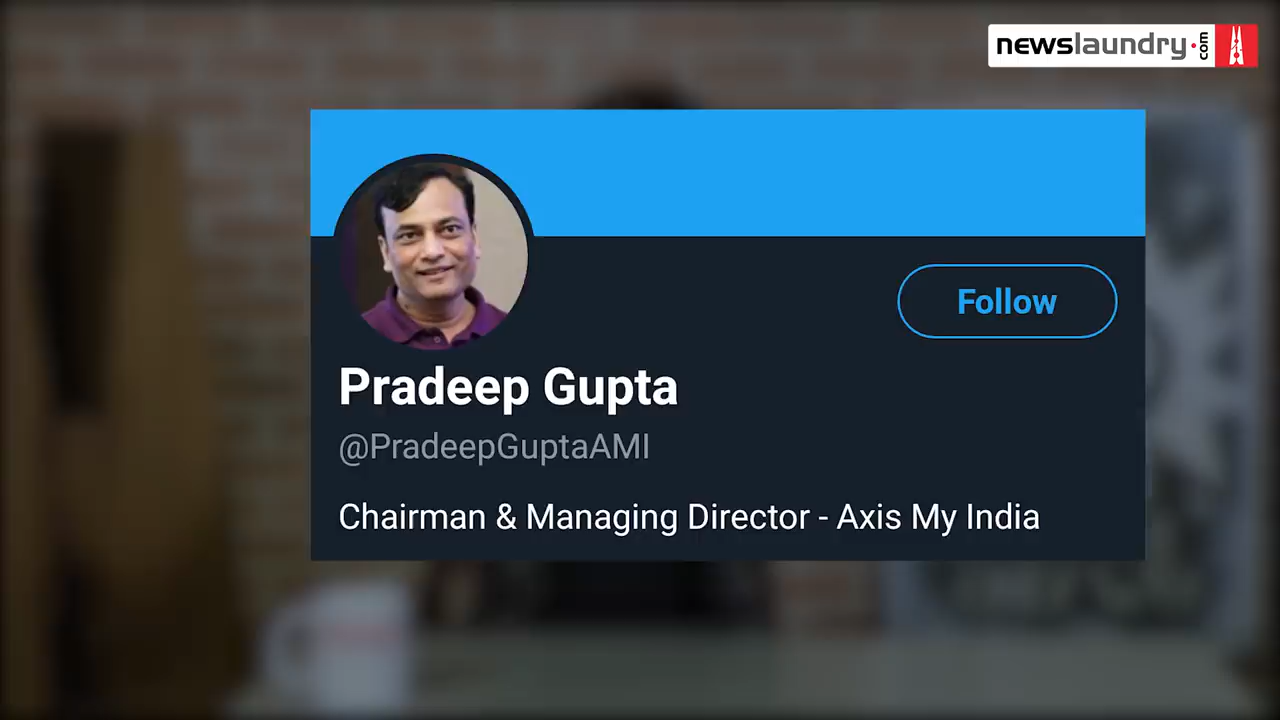 newslaundry.com
Follow
Pradeep Gupta
@PradeepGuptaAMI
Chairman & Managing Director - Axis My India